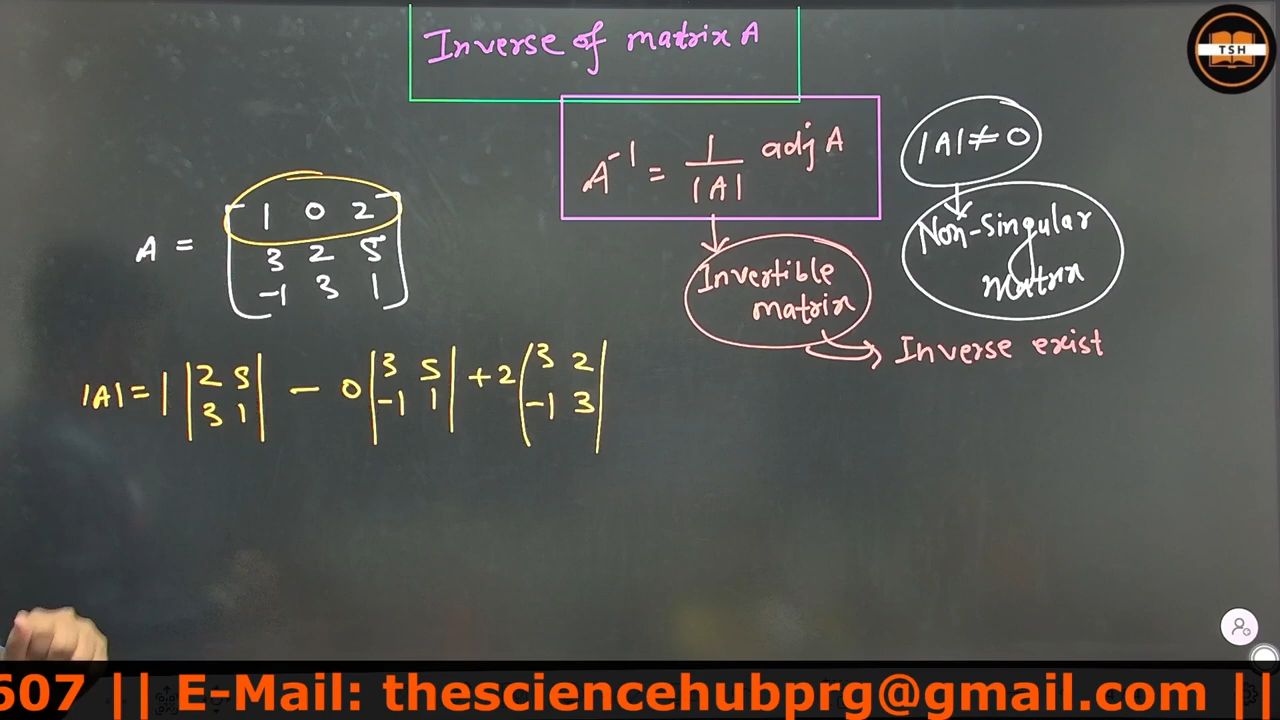 Inverse of matrix A
TSH
A⁻¹ = 1/|A| adj A
|A| ≠ 0
Non-Singular
matrix
Invertible
matrix
Inverse exist
A = [1 0 2
3 2 5
-1 3 1]
|A| = 1 |2 5; 3 1| - 0 |3 5; -1 1| + 2 |3 2; -1 3|
607 || E-Mail: thesciencehubprg@gmail.com ||